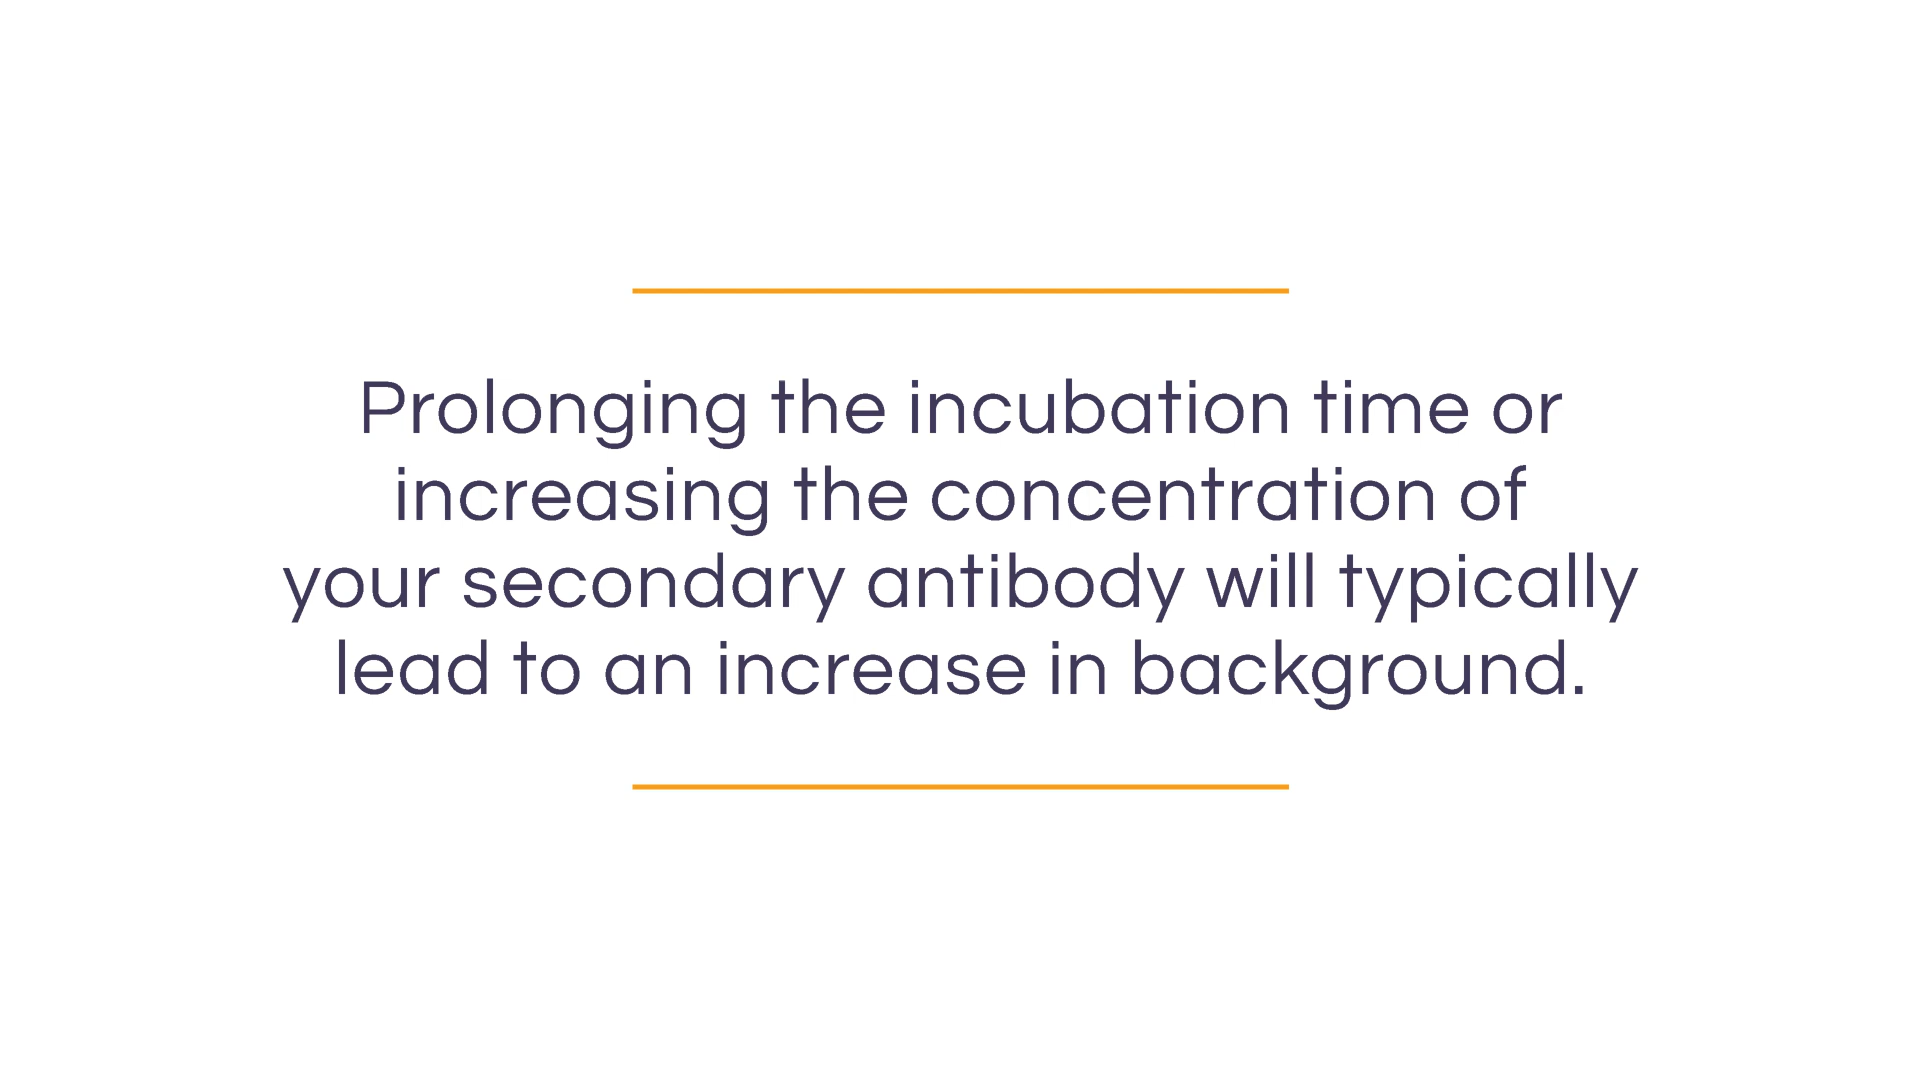 Prolonging the incubation time or
increasing the concentration of
your secondary antibody will typically
lead to an increase in background.